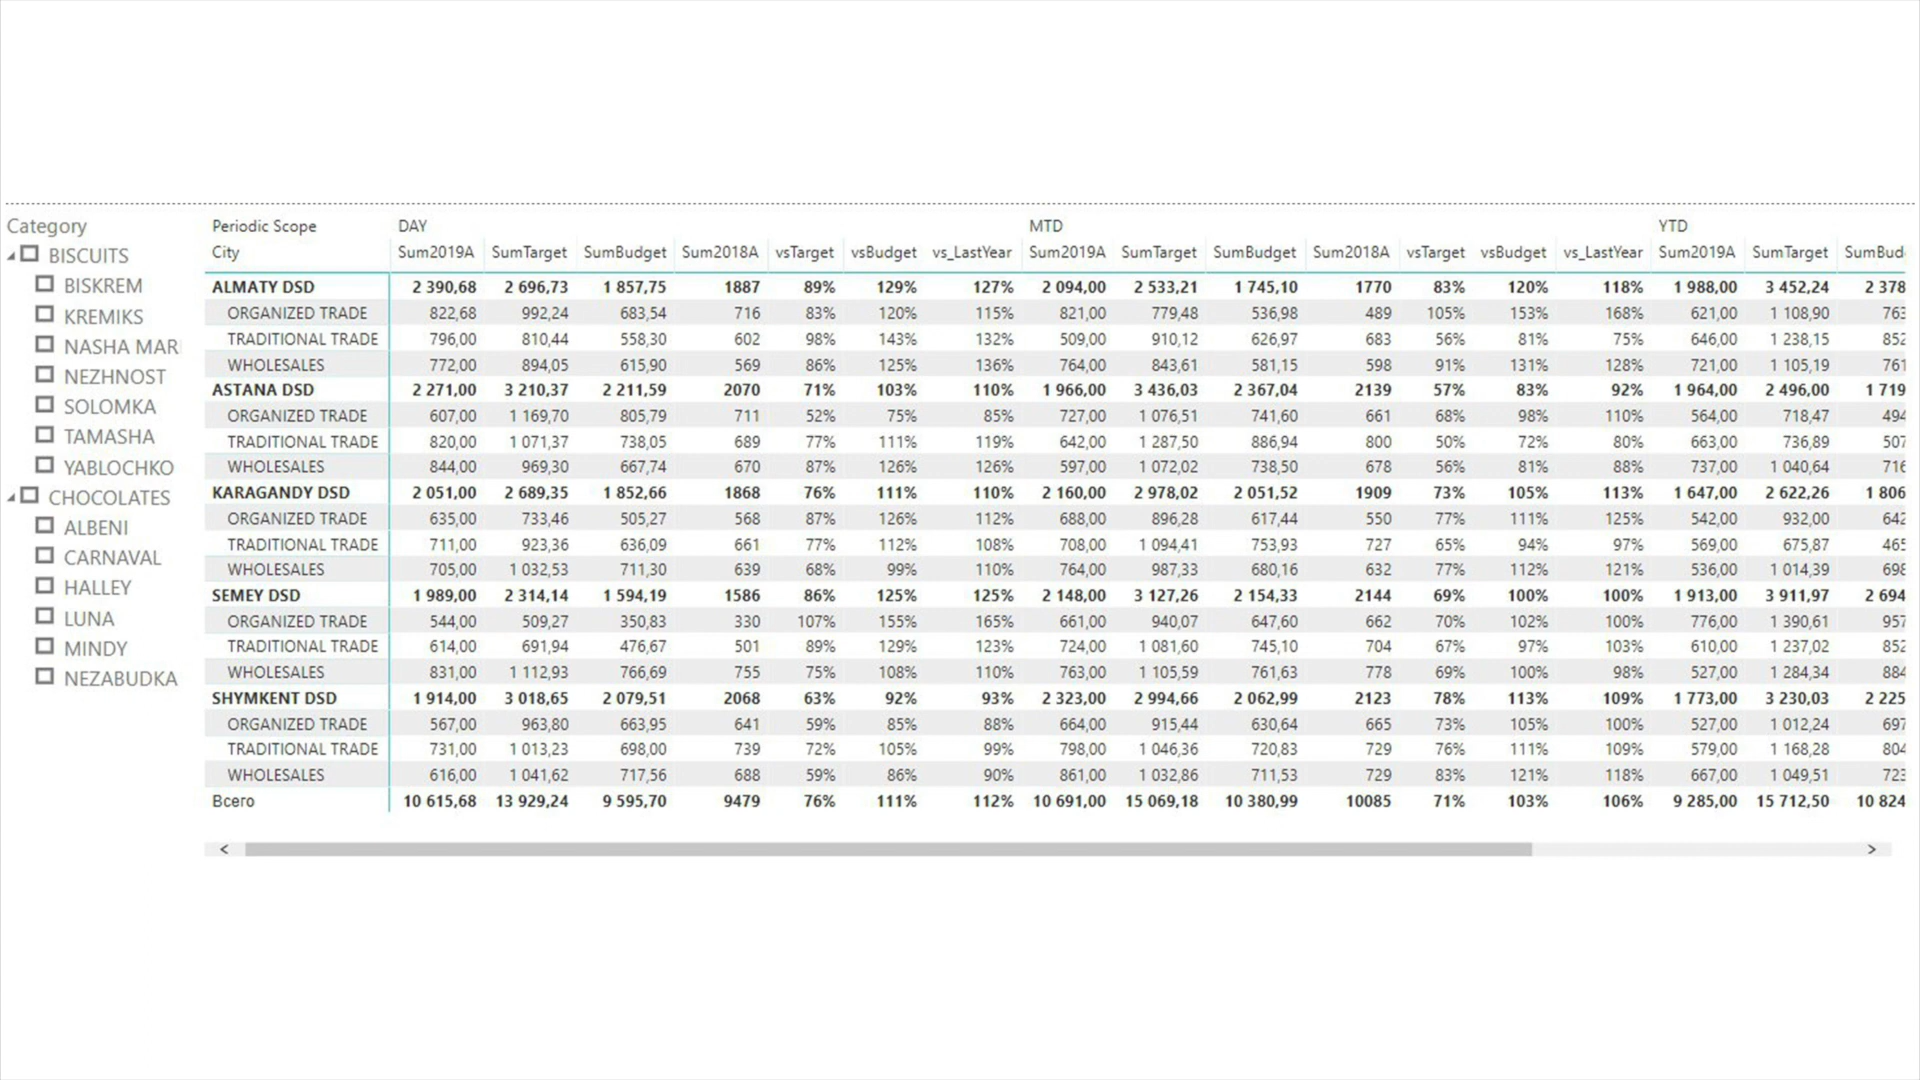 Category
BISCUITS
BISKREM
KREMIKS
NASHA MAR
NEZHNOST
SOLOMKA
TAMASHA
YABLOCHKO
CHOCOLATES
ALBENI
CARNAVAL
HALLEY
LUNA
MINDY
NEZABUDKA
Periodic Scope DAY MTD YTD
City Sum2019A SumTarget SumBudget Sum2018A vsTarget vsBudget vs_LastYear Sum2019A SumTarget SumBudget Sum2018A vsTarget vsBudget vs_LastYear Sum2019A SumTarget SumBud
ALMATY DSD 2 390,68 2 696,73 1 857,75 1887 89% 129% 127% 2 094,00 2 533,21 1 745,10 1770 83% 120% 118% 1 988,00 3 452,24 2 378
ORGANIZED TRADE 822,68 992,24 683,54 716 83% 120% 115% 821,00 779,48 536,98 489 105% 153% 168% 621,00 1 108,90 763
TRADITIONAL TRADE 796,00 810,44 558,30 602 98% 143% 132% 509,00 910,12 626,97 683 56% 81% 75% 646,00 1 238,15 852
WHOLESALES 772,00 894,05 615,90 569 86% 125% 136% 764,00 843,61 581,15 598 91% 131% 128% 721,00 1 105,19 761
ASTANA DSD 2 271,00 3 210,37 2 211,59 2070 71% 103% 110% 1 966,00 3 436,03 2 367,04 2139 57% 83% 92% 1 964,00 2 496,00 1 719
ORGANIZED TRADE 607,00 1 169,70 805,79 711 52% 75% 85% 727,00 1 076,51 741,60 661 68% 98% 110% 564,00 718,47 494
TRADITIONAL TRADE 820,00 1 071,37 738,05 689 77% 111% 119% 642,00 1 287,50 886,94 800 50% 72% 80% 663,00 736,89 507
WHOLESALES 844,00 969,30 667,74 670 87% 126% 126% 597,00 1 072,02 738,50 678 56% 81% 88% 737,00 1 040,64 716
KARAGANDY DSD 2 051,00 2 689,35 1 852,66 1868 76% 111% 110% 2 160,00 2 978,02 2 051,52 1909 73% 105% 113% 1 647,00 2 622,26 1 806
ORGANIZED TRADE 635,00 733,46 505,27 568 87% 126% 112% 688,00 896,28 617,44 550 77% 111% 125% 542,00 932,00 642
TRADITIONAL TRADE 711,00 923,36 636,09 661 77% 112% 108% 708,00 1 094,41 753,93 727 65% 94% 97% 569,00 675,87 465
WHOLESALES 705,00 1 032,53 711,30 639 68% 99% 110% 764,00 987,33 680,16 632 77% 112% 121% 536,00 1 014,39 698
SEMEY DSD 1 989,00 2 314,14 1 594,19 1586 86% 125% 125% 2 148,00 3 127,26 2 154,33 2144 69% 100% 100% 1 913,00 3 911,97 2 694
ORGANIZED TRADE 544,00 509,27 350,83 330 107% 155% 165% 661,00 940,07 647,60 662 70% 102% 100% 776,00 1 390,61 957
TRADITIONAL TRADE 614,00 691,94 476,67 501 89% 129% 123% 724,00 1 081,60 745,10 704 67% 97% 103% 610,00 1 237,02 852
WHOLESALES 831,00 1 112,93 766,69 755 75% 108% 110% 763,00 1 105,59 761,63 778 69% 100% 98% 527,00 1 284,34 884
SHYMKENT DSD 1 914,00 3 018,65 2 079,51 2068 63% 92% 93% 2 323,00 2 994,66 2 062,99 2123 78% 113% 109% 1 773,00 3 230,03 2 225
ORGANIZED TRADE 567,00 963,80 663,95 641 59% 85% 88% 664,00 915,44 630,64 665 73% 105% 100% 527,00 1 012,24 697
TRADITIONAL TRADE 731,00 1 013,23 698,00 739 72% 105% 99% 798,00 1 046,36 720,83 729 76% 111% 109% 579,00 1 168,28 804
WHOLESALES 616,00 1 041,62 717,56 688 59% 86% 90% 861,00 1 032,86 711,53 729 83% 121% 118% 667,00 1 049,51 723
Всего 10 615,68 13 929,24 9 595,70 9479 76% 111% 112% 10 691,00 15 069,18 10 380,99 10085 71% 103% 106% 9 285,00 15 712,50 10 824